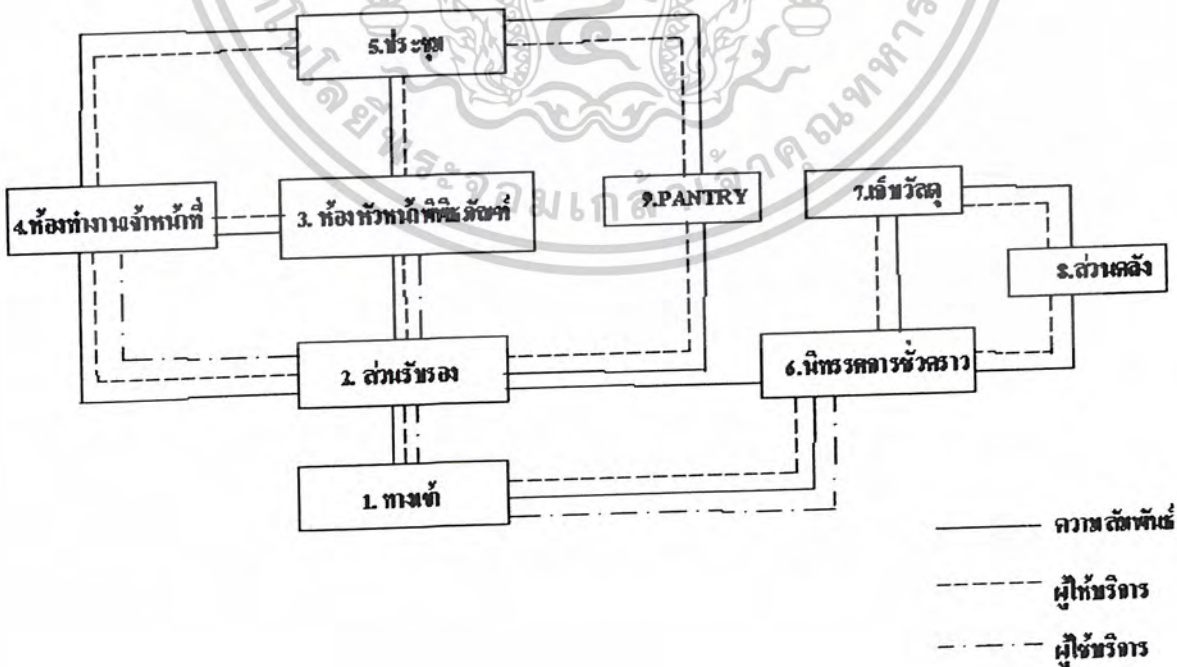 5.ประชุม
4.ห้องทำงานเจ้าหน้าที่
3. ห้องหัวหน้าพิพิธภัณฑ์
9.PANTRY
7.เก็บวัสดุ
8.ส่วนคลัง
2. ส่วนรับรอง
6.นิทรรศการชั่วคราว
1. ทางเข้า
ความสัมพันธ์
ผู้ให้บริการ
ผู้ใช้บริการ